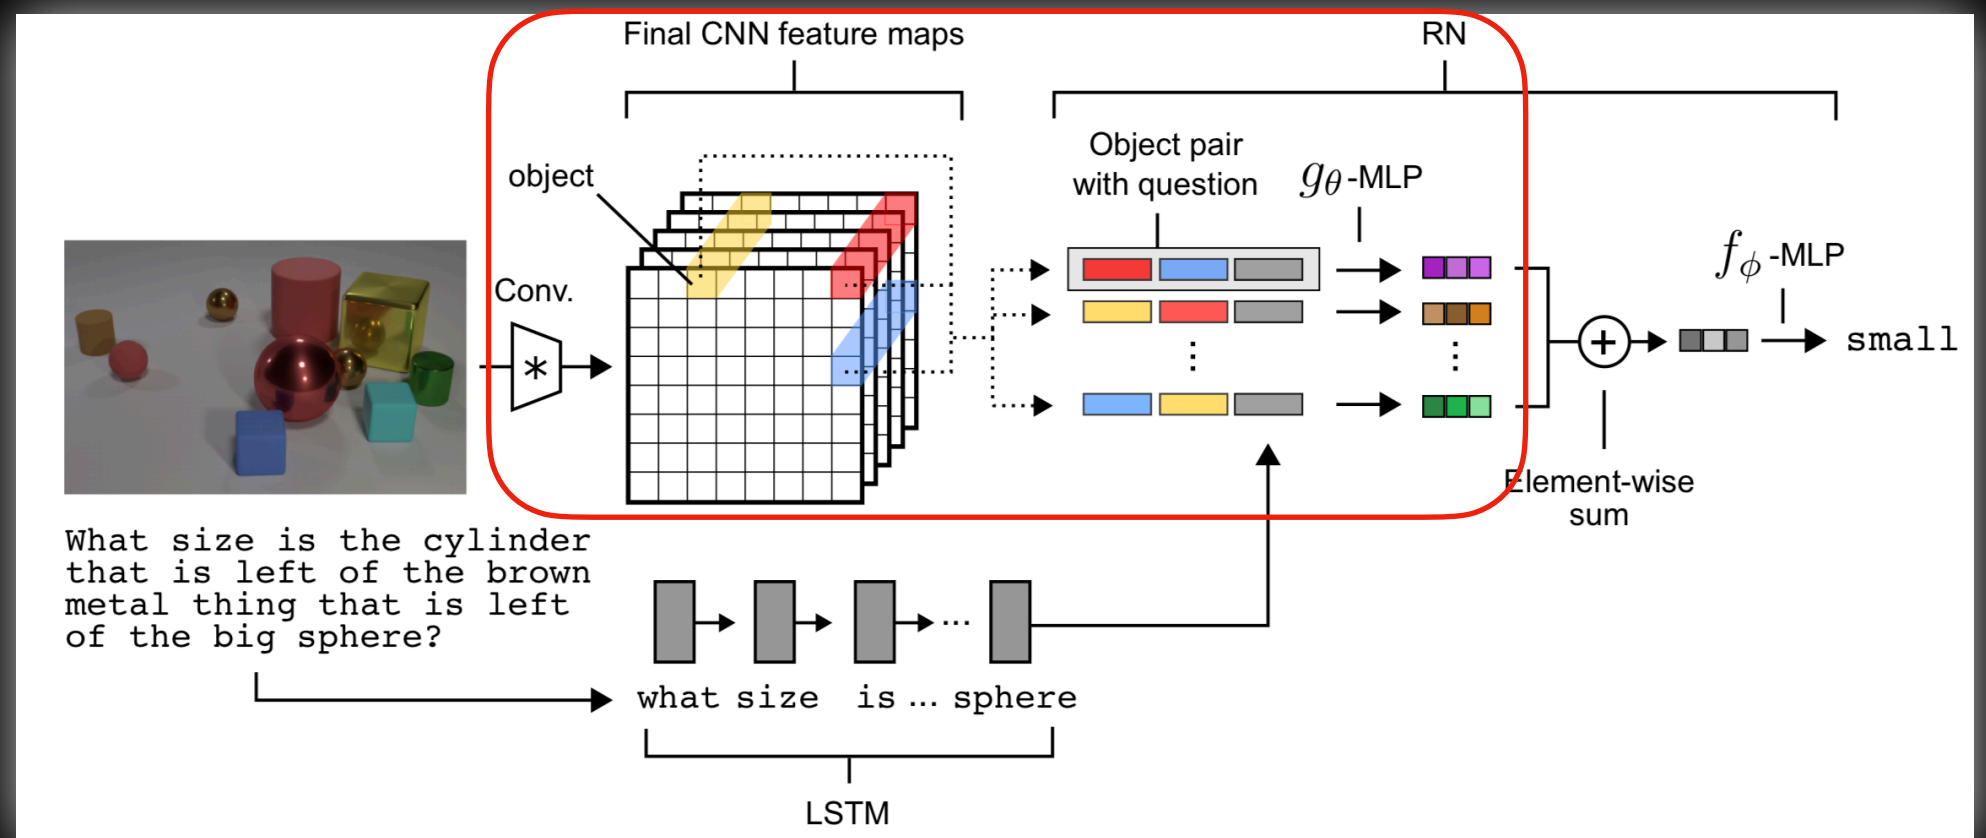 Final CNN feature maps
RN
object
Object pair
with question
gθ-MLP
Conv.
*
fϕ-MLP
+
small
Element-wise
sum
What size is the cylinder
that is left of the brown
metal thing that is left
of the big sphere?
...
what size is ... sphere
LSTM